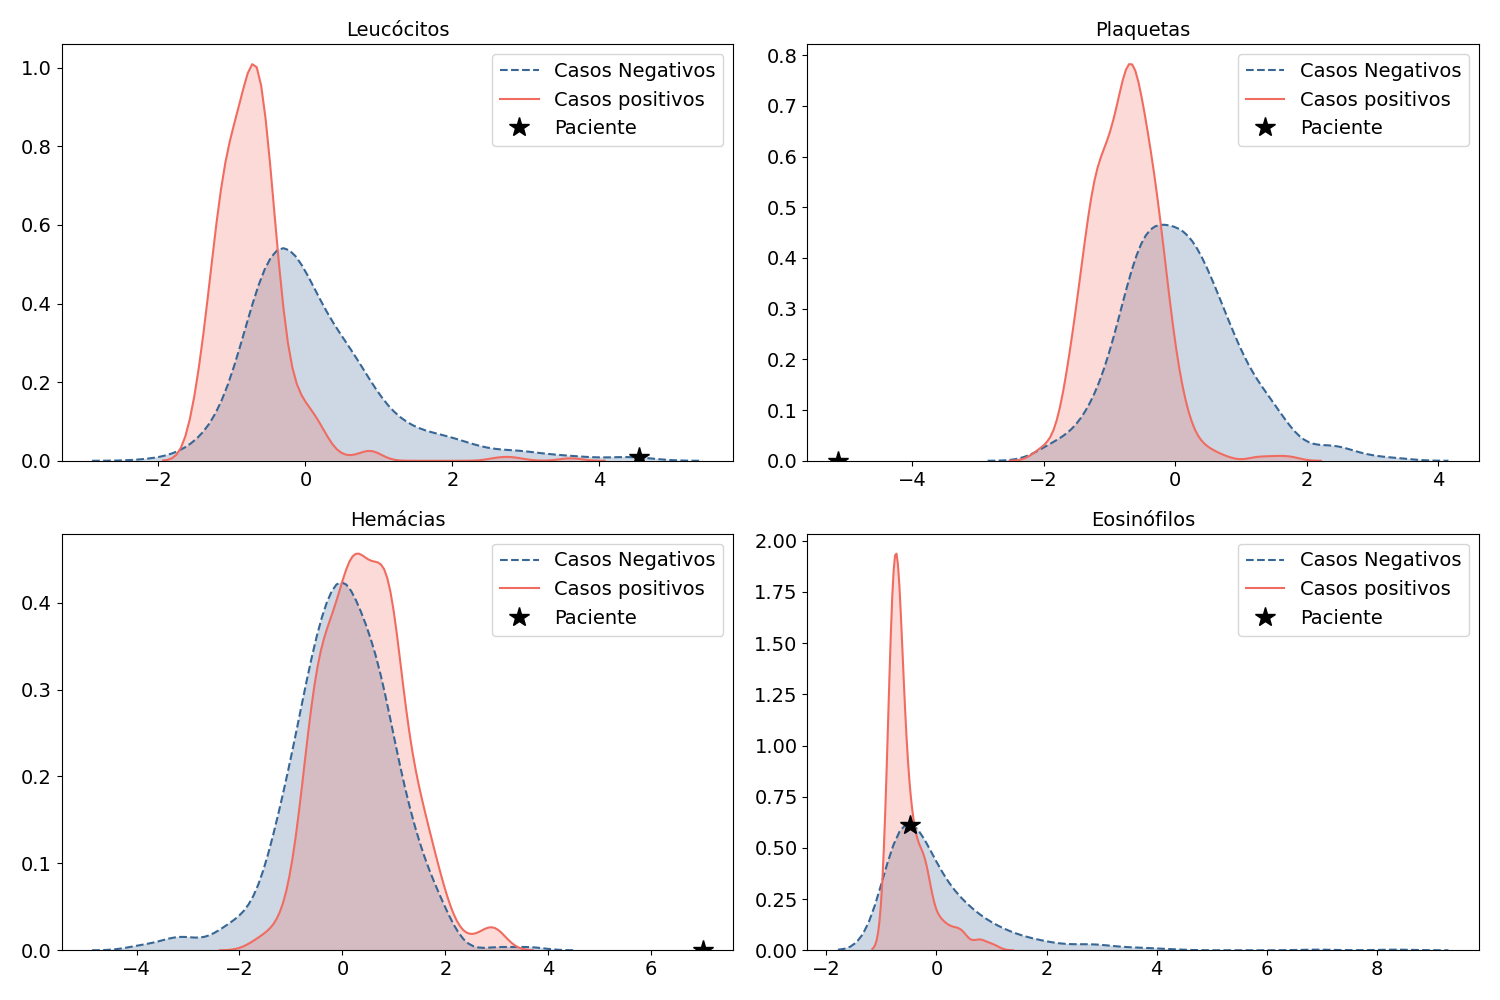 Leucócitos
Casos Negativos
Casos positivos
Paciente
1.0
0.8
0.6
0.4
0.2
0.0
−2 0 2 4
Plaquetas
Casos Negativos
Casos positivos
Paciente
0.8
0.7
0.6
0.5
0.4
0.3
0.2
0.1
0.0
−4 −2 0 2 4
Hemácias
Casos Negativos
Casos positivos
Paciente
0.4
0.3
0.2
0.1
0.0
−4 −2 0 2 4 6
Eosinófilos
Casos Negativos
Casos positivos
Paciente
2.00
1.75
1.50
1.25
1.00
0.75
0.50
0.25
0.00
−2 0 2 4 6 8